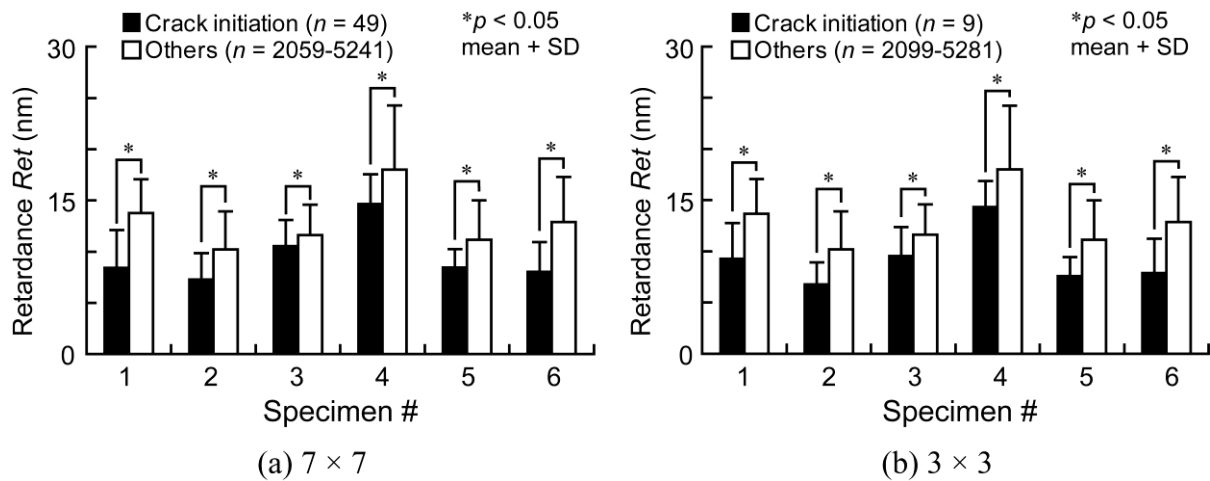 ■ Crack initiation (n = 49)
□ Others (n = 2059-5241)
*p < 0.05
mean + SD
30
15
0
Retardance Ret (nm)
* * * * * *
1 2 3 4 5 6
Specimen #
(a) 7 × 7
■ Crack initiation (n = 9)
□ Others (n = 2099-5281)
*p < 0.05
mean + SD
30
15
0
Retardance Ret (nm)
* * * * * *
1 2 3 4 5 6
Specimen #
(b) 3 × 3